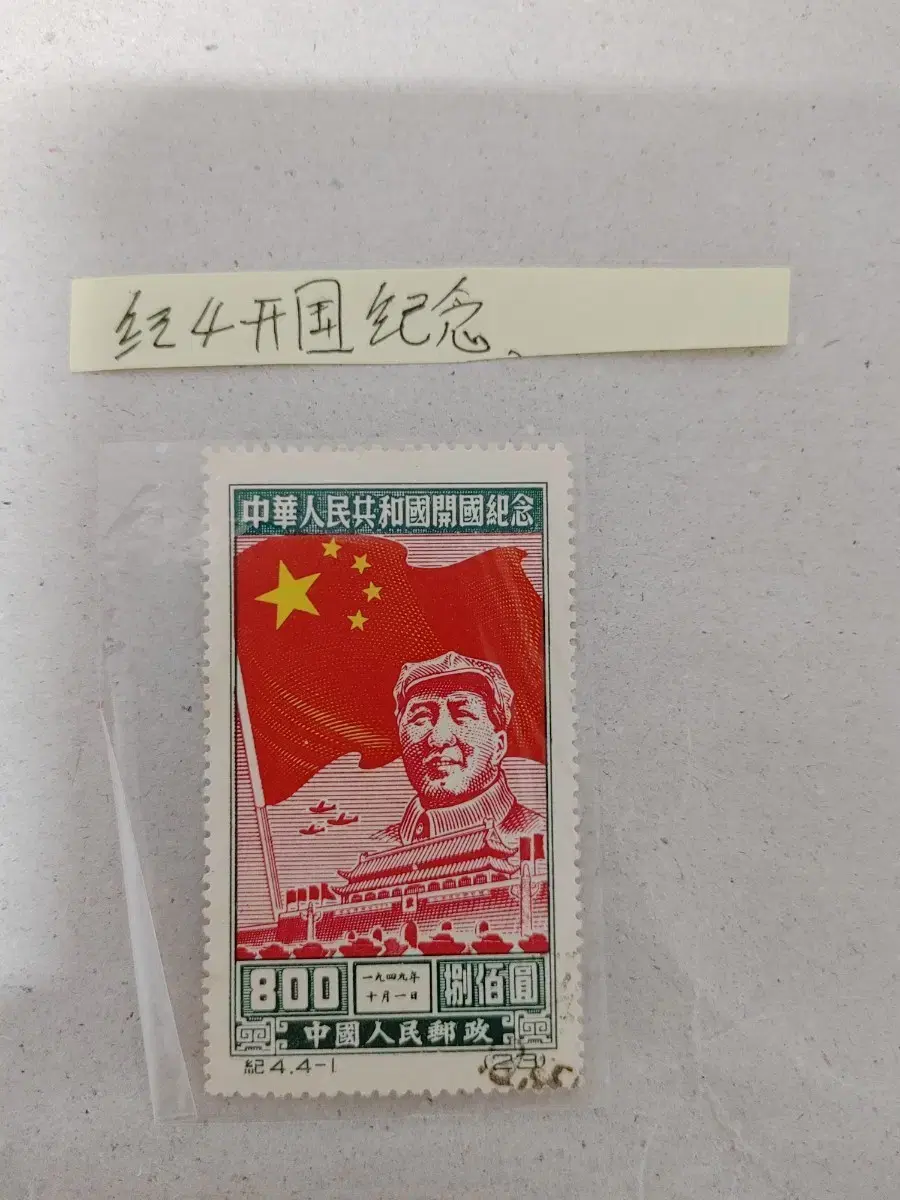 纪4开国纪念、
中華人民共和國開國紀念
800
一九四九年
十月一日
捌佰圓
中國人民郵政
紀4.4-1
(23)